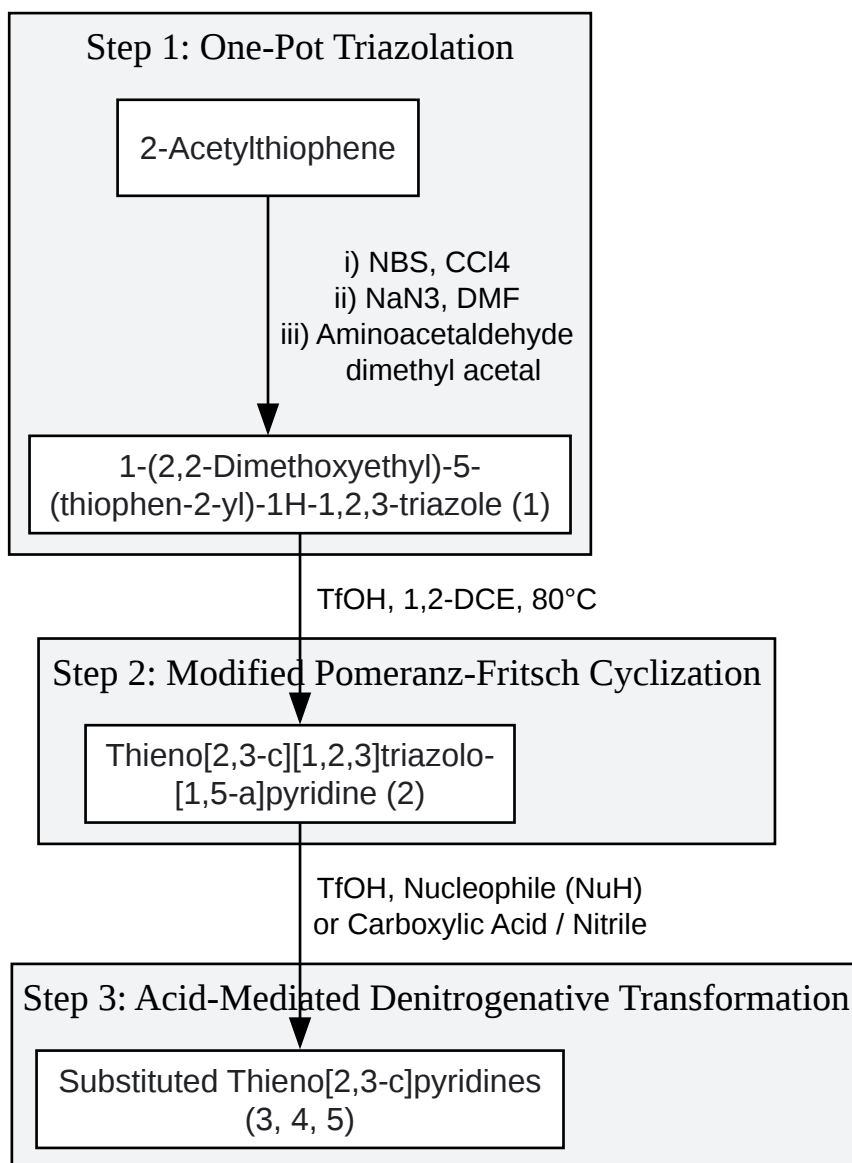 Step 1: One-Pot Triazolation
2-Acetylthiophene
i) NBS, CCl4
ii) NaN3, DMF
iii) Aminoacetaldehyde
dimethyl acetal
1-(2,2-Dimethoxyethyl)-5-
(thiophen-2-yl)-1H-1,2,3-triazole (1)
TfOH, 1,2-DCE, 80°C
Step 2: Modified Pomeranz-Fritsch Cyclization
Thieno[2,3-c][1,2,3]triazolo-
[1,5-a]pyridine (2)
TfOH, Nucleophile (NuH)
or Carboxylic Acid / Nitrile
Step 3: Acid-Mediated Denitrogenative Transformation
Substituted Thieno[2,3-c]pyridines
(3, 4, 5)